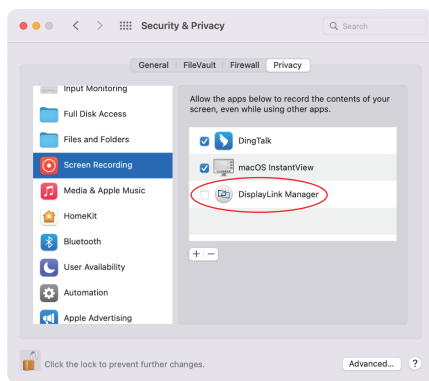 Security & Privacy
Search
General
FileVault
Firewall
Privacy
Input Monitoring
Full Disk Access
Files and Folders
Screen Recording
Media & Apple Music
HomeKit
Bluetooth
User Availability
Automation
Apple Advertising
Allow the apps below to record the contents of your
screen, even while using other apps.
DingTalk
macOS InstantView
DisplayLink Manager
+ −
Click the lock to prevent further changes.
Advanced...
?